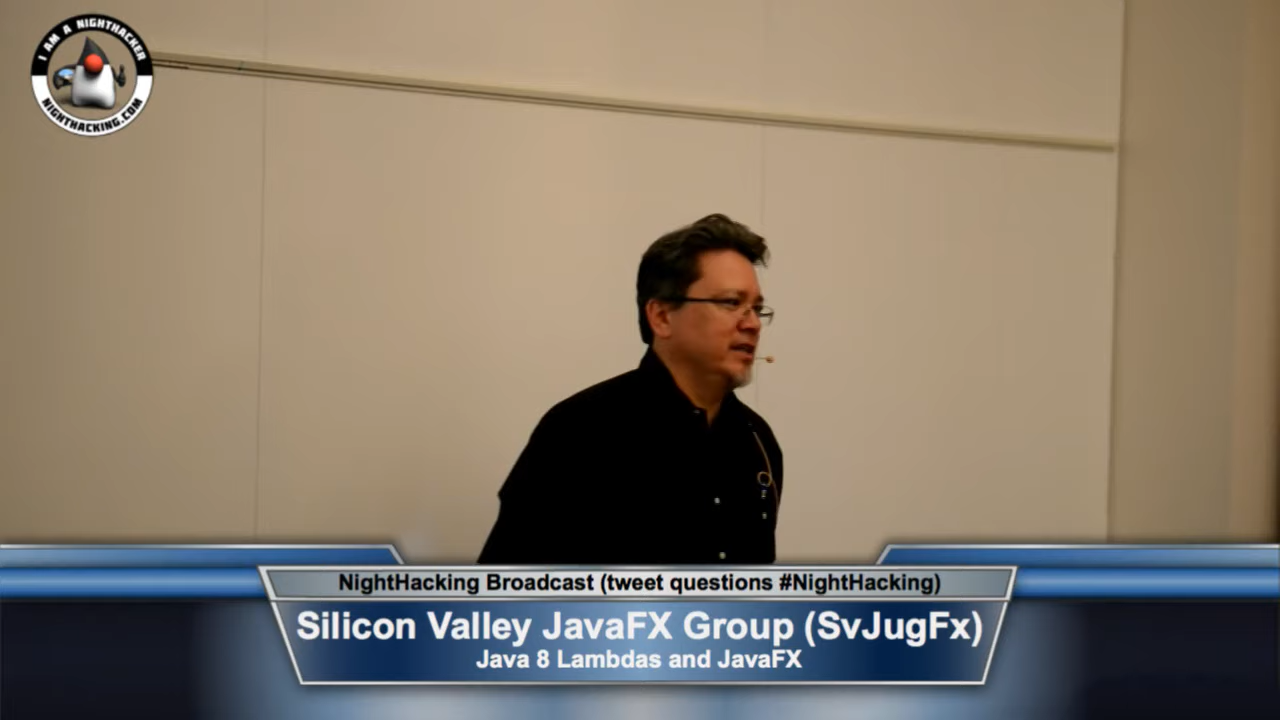 I AM A NIGHTHACKER
NIGHTHACKING.COM
NightHacking Broadcast (tweet questions #NightHacking)
Silicon Valley JavaFX Group (SvJugFx)
Java 8 Lambdas and JavaFX